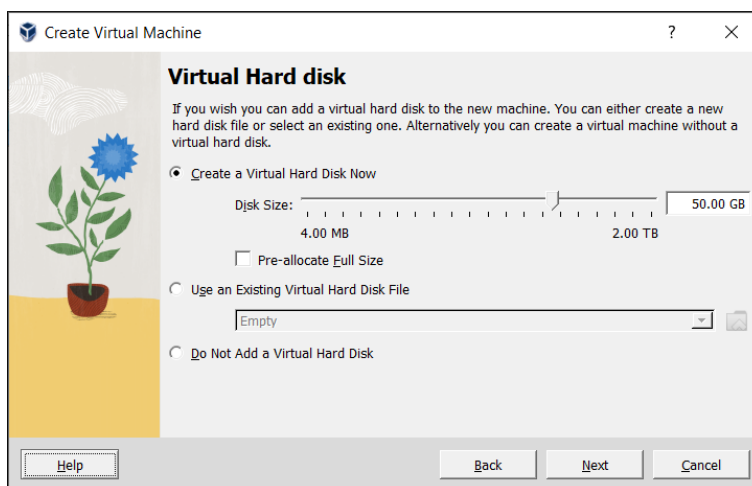 Create Virtual Machine
?
Virtual Hard disk
If you wish you can add a virtual hard disk to the new machine. You can either create a new
hard disk file or select an existing one. Alternatively you can create a virtual machine without a
virtual hard disk.
Create a Virtual Hard Disk Now
Disk Size:
50.00 GB
4.00 MB
2.00 TB
Pre-allocate Full Size
Use an Existing Virtual Hard Disk File
Empty
Do Not Add a Virtual Hard Disk
Help
Back
Next
Cancel